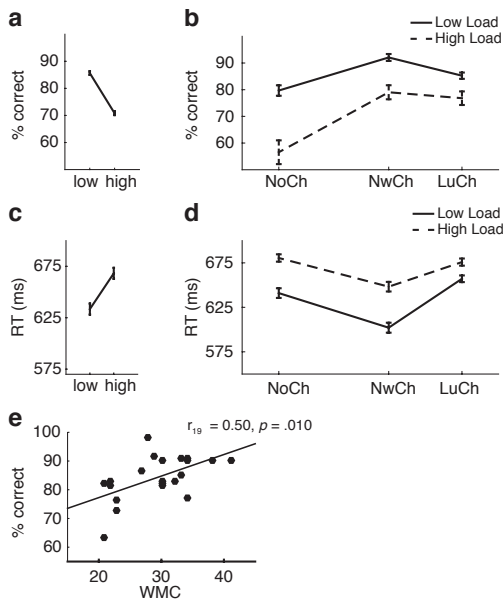 a
% correct
90
80
70
60
low high
b
Low Load
High Load
% correct
90
80
70
60
NoCh NwCh LuCh
c
RT (ms)
675
625
575
low high
d
Low Load
High Load
675
625
575
NoCh NwCh LuCh
e
r19 = 0.50, p = .010
% correct
100
90
80
70
60
20 30 40
WMC